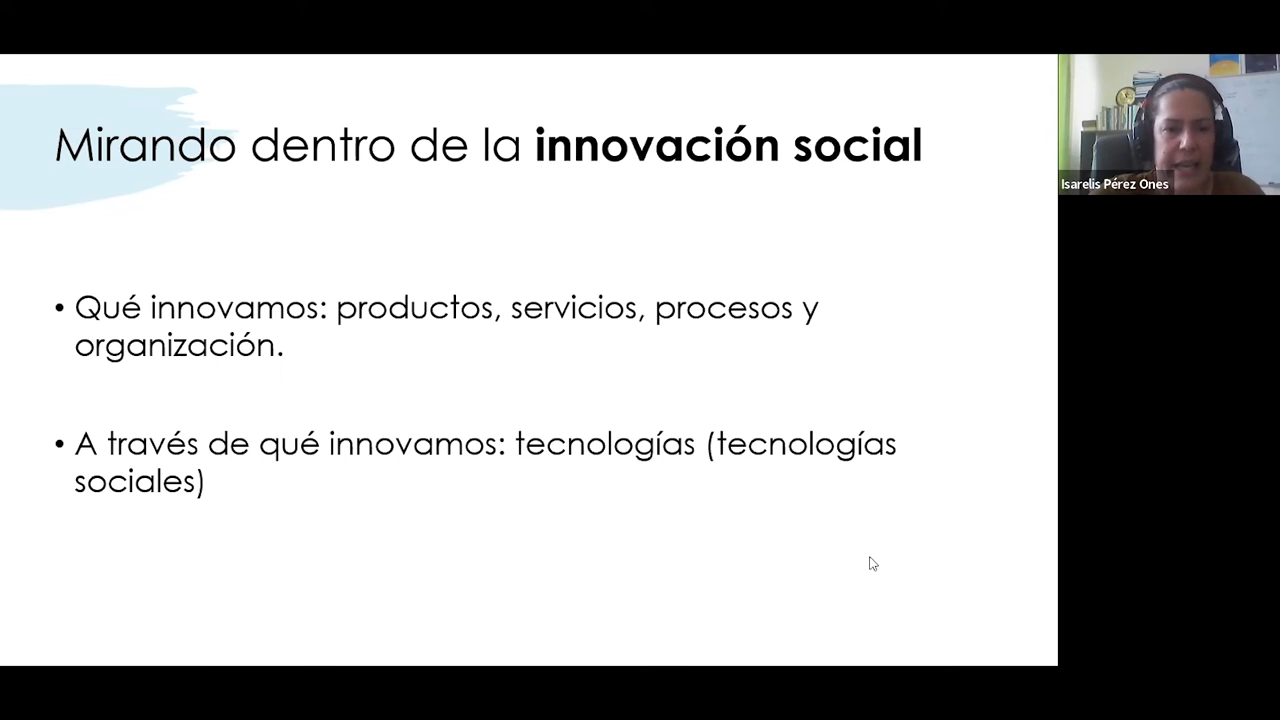 Mirando dentro de la innovación social
• Qué innovamos: productos, servicios, procesos y
organización.
• A través de qué innovamos: tecnologías (tecnologías
sociales)
Isarelis Pérez Ones